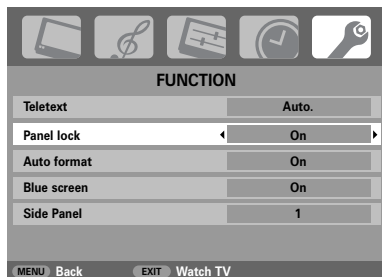 FUNCTION
Teletext Auto.
Panel lock On
Auto format On
Blue screen On
Side Panel 1
MENU Back EXIT Watch TV